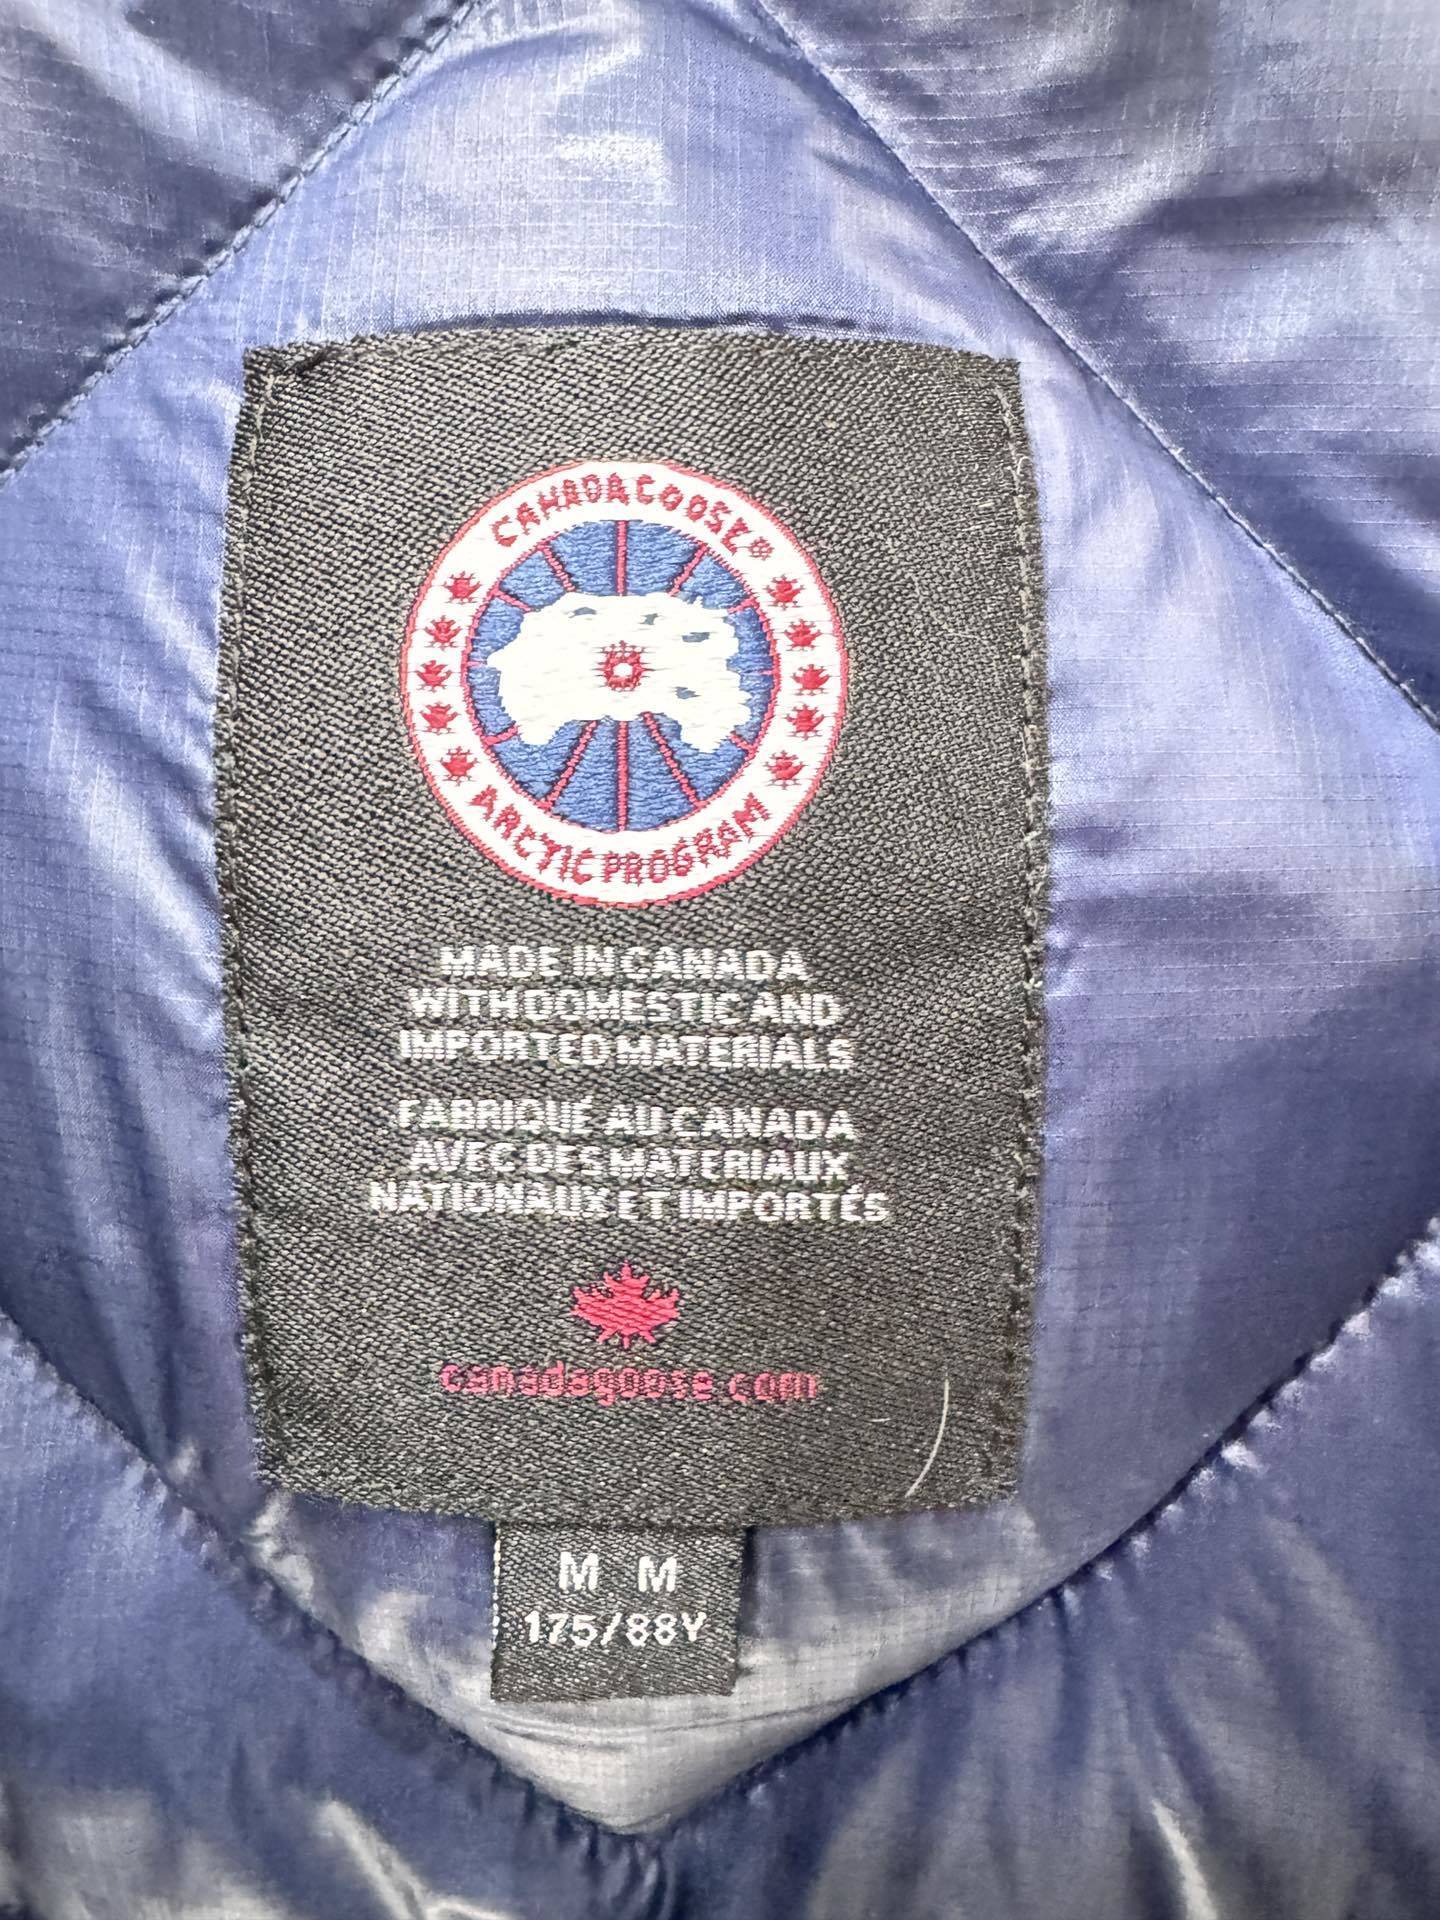 CANADA GOOSE®
ARCTIC PROGRAM
MADE IN CANADA
WITH DOMESTIC AND
IMPORTED MATERIALS
FABRIQUÉ AU CANADA
AVEC DES MATERIAUX
NATIONAUX ET IMPORTÉS
canadagoose.com
M M
175/88Y